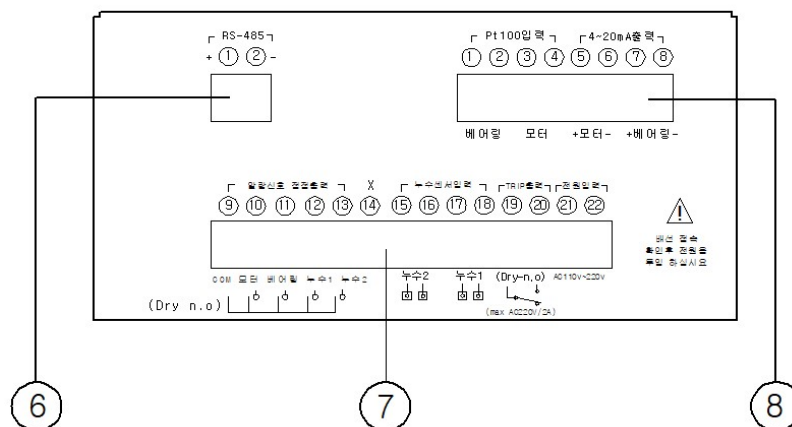 RS-485
+ ① ② -
Pt100입력 4~20mA출력
① ② ③ ④ ⑤ ⑥ ⑦ ⑧
베어링 모터 +모터- +베어링-
알람신호 접점출력 X 누수센서입력 TRIP출력 전원입력
⑨ ⑩ ⑪ ⑫ ⑬ ⑭ ⑮ ⑯ ⑰ ⑱ ⑲ ⑳ ㉑ ㉒
COM 모터 베어링 누수1 누수2 누수2 누수1 (Dry-n.o) AC110V~220V
(Dry n.o)
(max AC220V/2A)
배선 접속
확인후 전원을
투입 하십시요
6 7 8